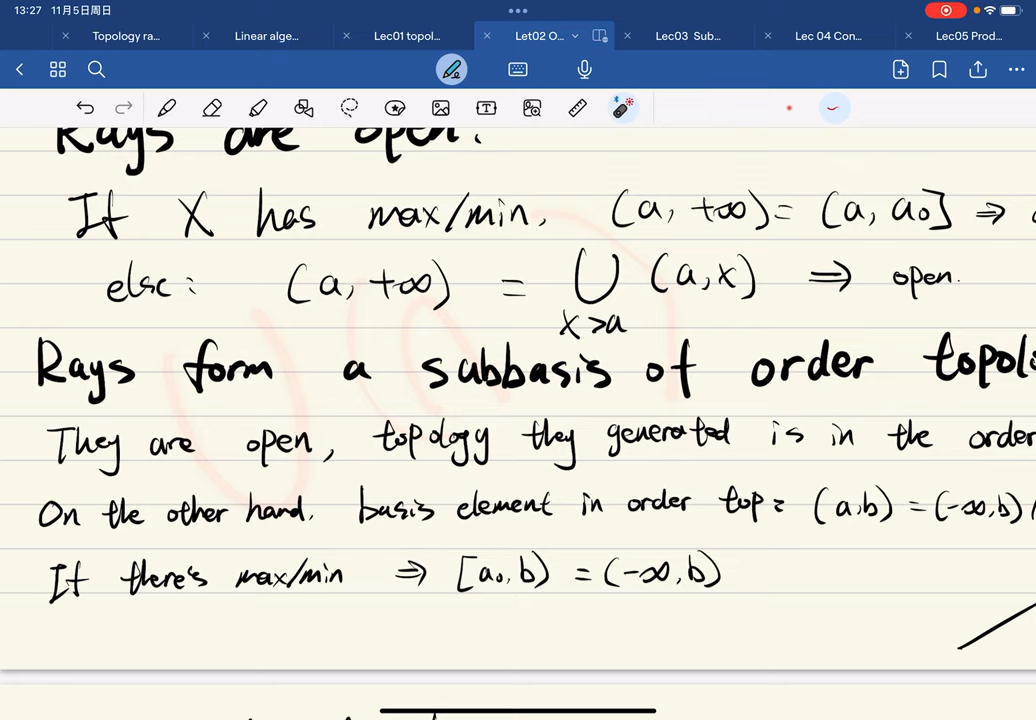 13:27 11月5日周日
Topology ra... Linear alge... Lec01 topol... Let02 O... Lec03 Sub... Lec 04 Con... Lec05 Prod...
Rays are open.
If X has max/min, (a, +∞) = (a, a₀] ⇒
else: (a, +∞) = ⋃ (a, x) ⇒ open.
x > a
Rays form a subbasis of order topolo
They are open, topology they generated is in the order
On the other hand, basis element in order top: (a, b) = (-∞, b)
If there's max/min ⇒ [a₀, b) = (-∞, b)